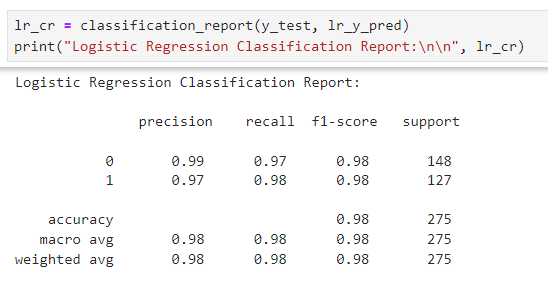 lr_cr = classification_report(y_test, lr_y_pred)
print("Logistic Regression Classification Report:\n\n", lr_cr)
Logistic Regression Classification Report:
precision recall f1-score support
0 0.99 0.97 0.98 148
1 0.97 0.98 0.98 127
accuracy 0.98 275
macro avg 0.98 0.98 0.98 275
weighted avg 0.98 0.98 0.98 275